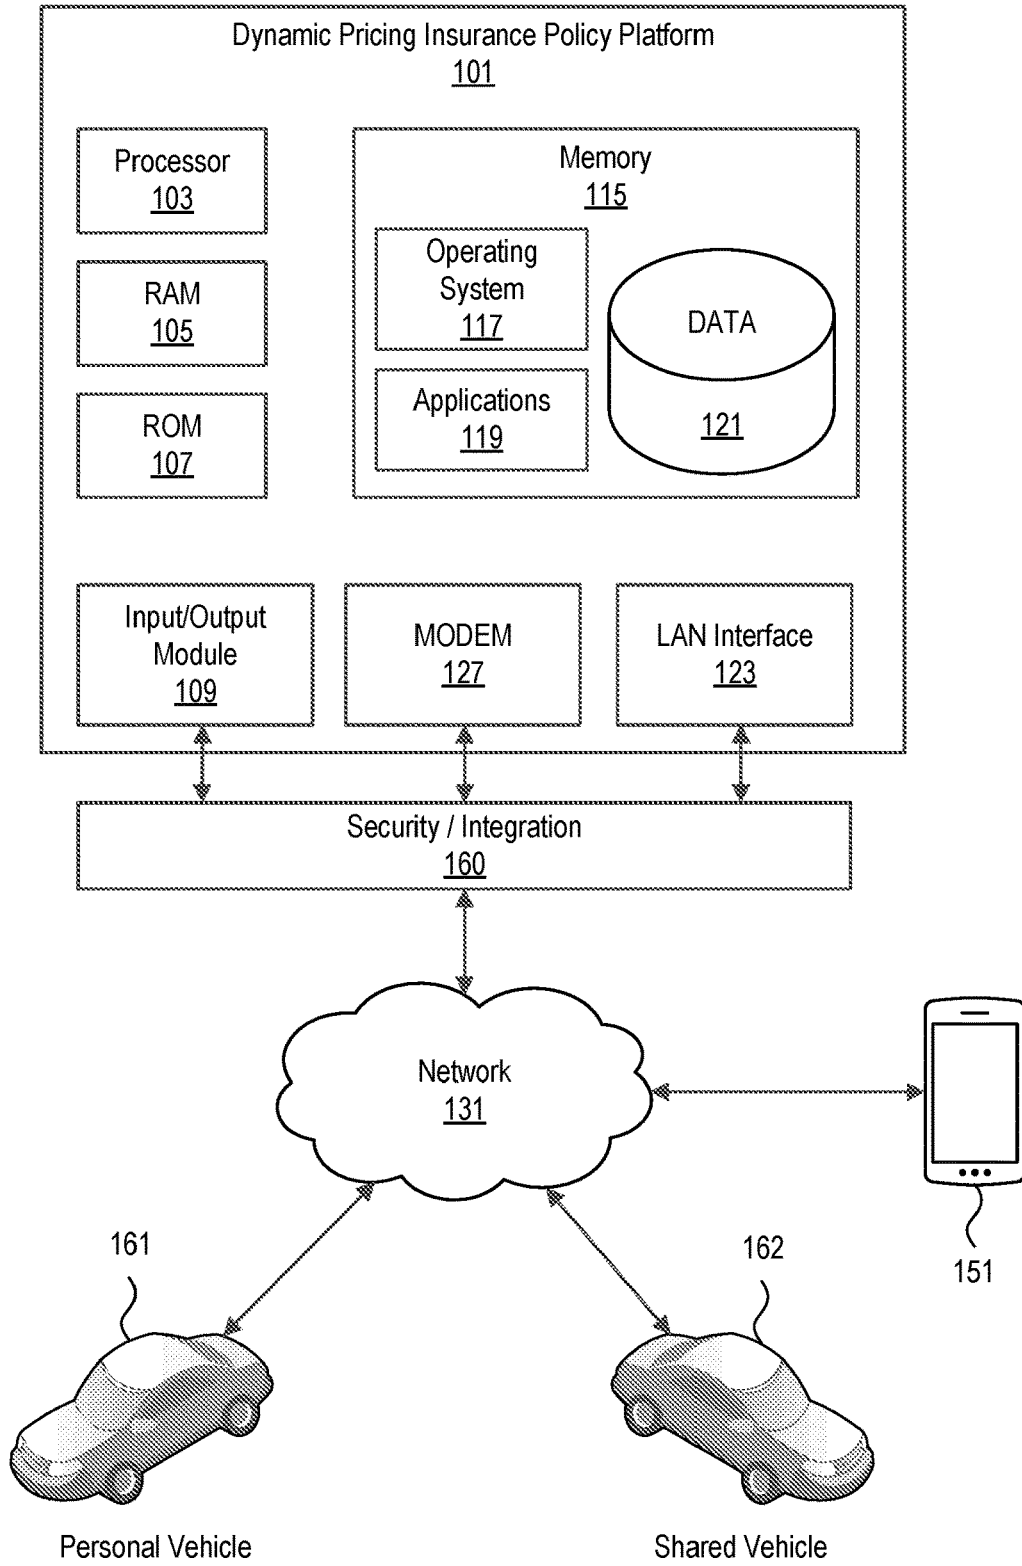 Dynamic Pricing Insurance Policy Platform
101
Processor
103
RAM
105
ROM
107
Memory
115
Operating
System
117
Applications
119
DATA
121
Input/Output
Module
109
MODEM
127
LAN Interface
123
Security / Integration
160
Network
131
151
161
162
Personal Vehicle
Shared Vehicle